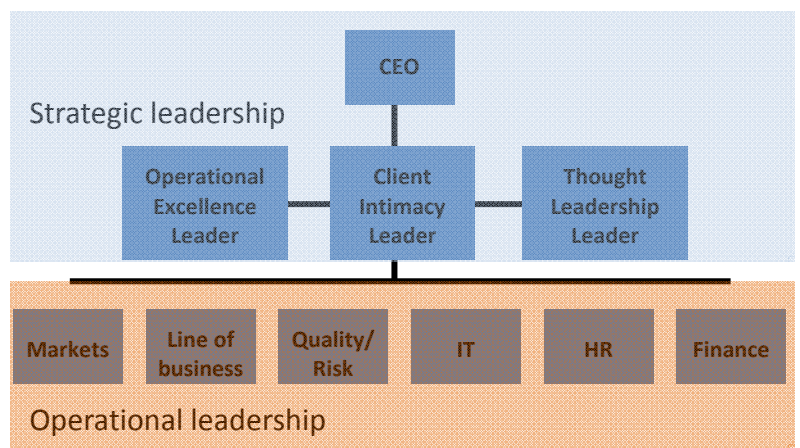 CEO
Strategic leadership
Operational
Excellence
Leader
Client
Intimacy
Leader
Thought
Leadership
Leader
Markets
Line of
business
Quality/
Risk
IT
HR
Finance
Operational leadership